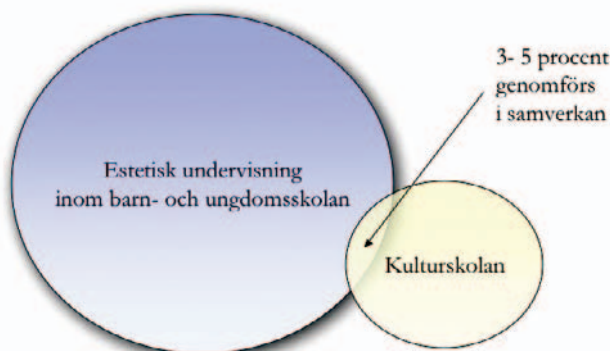 3- 5 procent
genomförs
i samverkan
Estetisk undervisning
inom barn- och ungdomsskolan
Kulturskolan